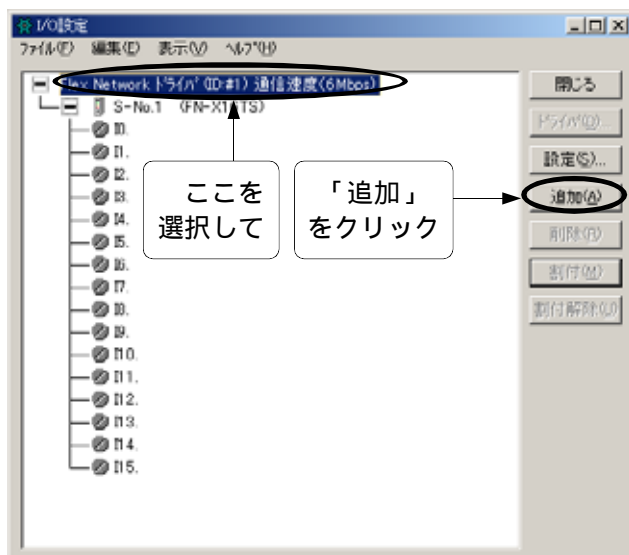 I/O設定
ファイル(F) 編集(E) 表示(V) ヘルプ(H)
Flex Network ドライバ(ID:#1) 通信速度(6Mbps)
S-No.1 (FN-X16TS)
I0.
I1.
I2.
I3.
I4.
I5.
I6.
I7.
I8.
I9.
I10.
I11.
I12.
I13.
I14.
I15.
ここを
選択して
「追加」
をクリック
閉じる
ドライバ(D)...
設定(S)...
追加(A)
削除(R)
割付(M)
割付解除(U)